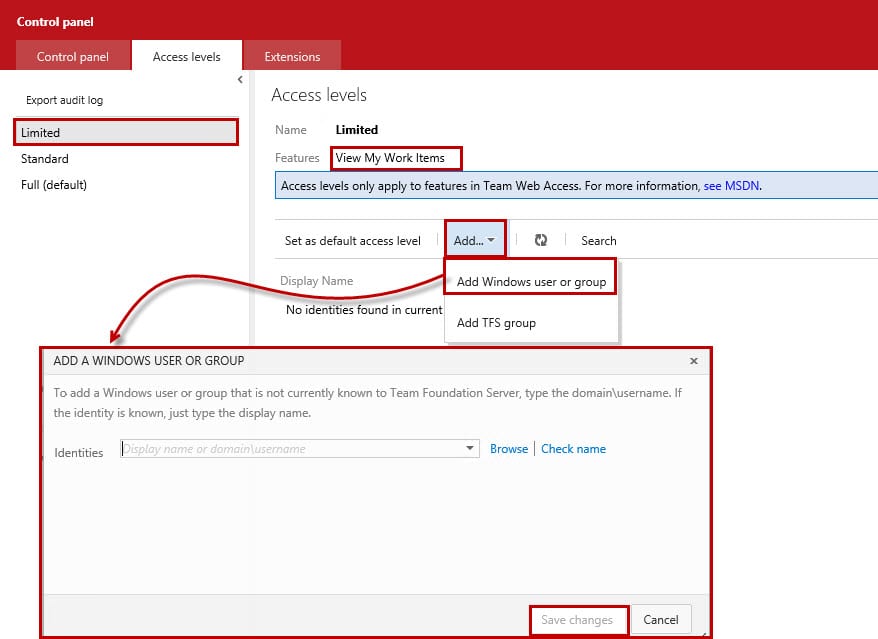 Control panel
Control panel
Access levels
Extensions
Export audit log
Limited
Standard
Full (default)
Access levels
Name Limited
Features View My Work Items
Access levels only apply to features in Team Web Access. For more information, see MSDN.
Set as default access level
Add...
Search
Display Name
Add Windows user or group
No identities found in current
Add TFS group
ADD A WINDOWS USER OR GROUP
To add a Windows user or group that is not currently known to Team Foundation Server, type the domain\username. If
the identity is known, just type the display name.
Identities
Display name or domain\username
Browse
Check name
Save changes
Cancel